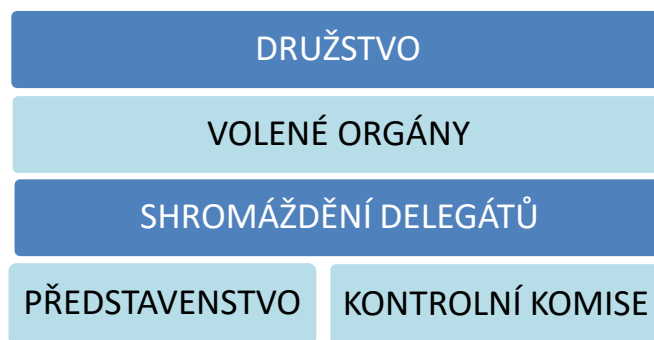 DRUŽSTVO
VOLENÉ ORGÁNY
SHROMÁŽDĚNÍ DELEGÁTŮ
PŘEDSTAVENSTVO
KONTROLNÍ KOMISE